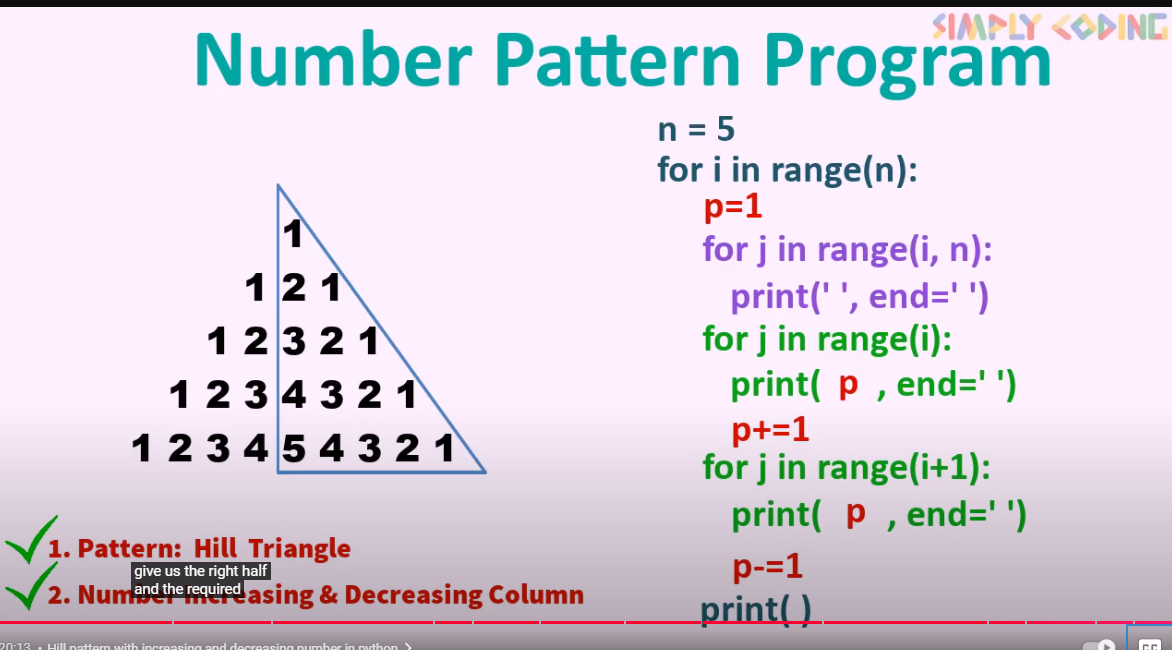 SIMPLY CODING
Number Pattern Program
n = 5
for i in range(n):
p=1
for j in range(i, n):
print(' ', end=' ')
for j in range(i):
print( p , end=' ')
p+=1
for j in range(i+1):
print( p , end=' ')
p-=1
print( )
1
1 2 1
1 2 3 2 1
1 2 3 4 3 2 1
1 2 3 4 5 4 3 2 1
1. Pattern: Hill Triangle
give us the right half
and the required
2. Number Increasing & Decreasing Column
20:13 • Hill pattern with increasing and decreasing number in python >
CC